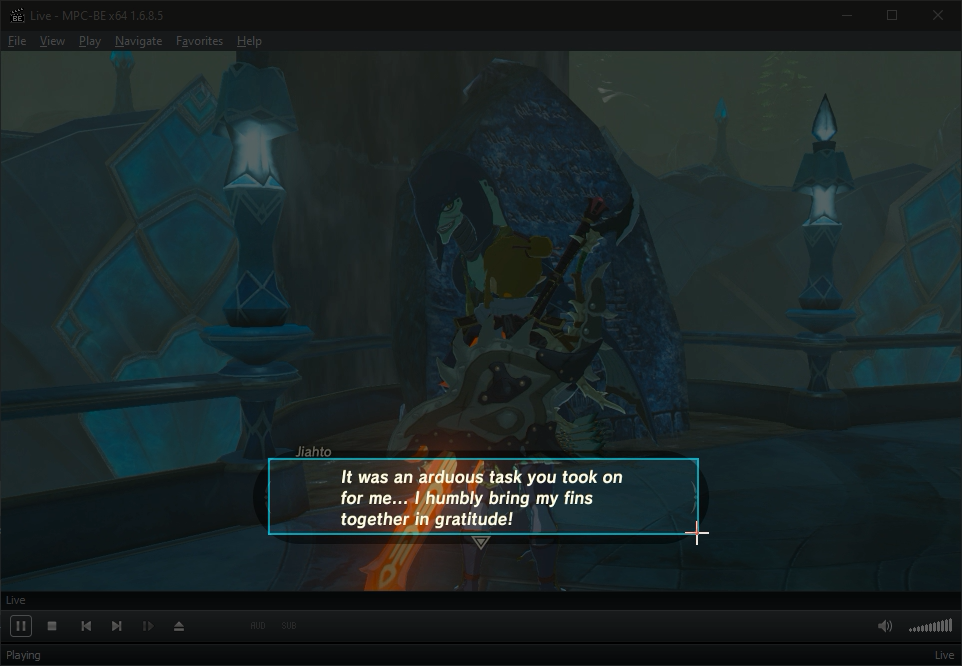 Live - MPC-BE x64 1.6.8.5
File View Play Navigate Favorites Help
Jiahto
It was an arduous task you took on
for me... I humbly bring my fins
together in gratitude!
Live
AUD SUB
Playing
Live